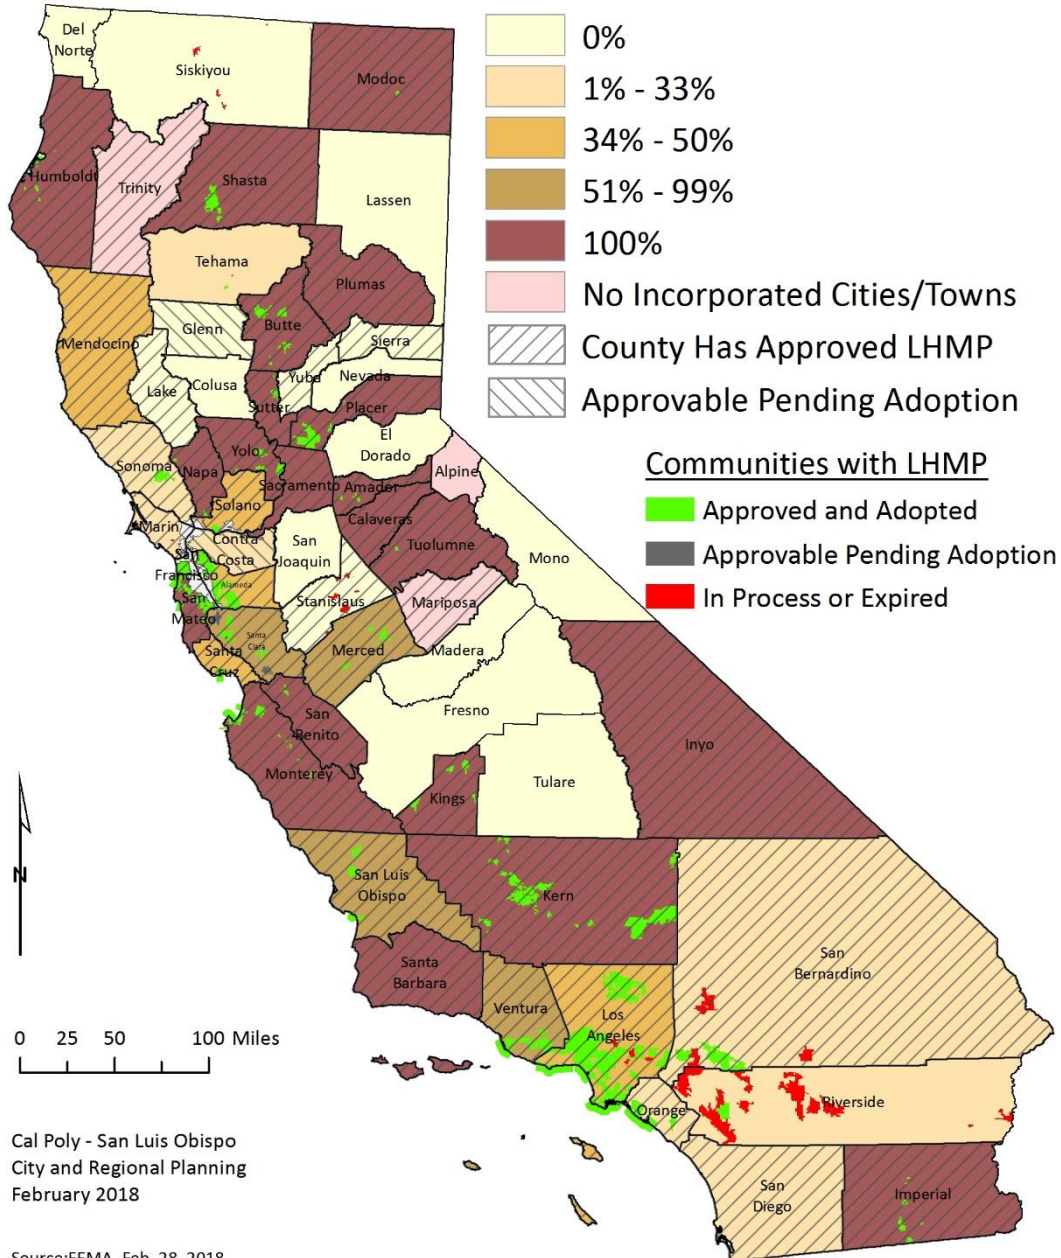 0%
1% - 33%
34% - 50%
51% - 99%
100%
No Incorporated Cities/Towns
County Has Approved LHMP
Approvable Pending Adoption
Communities with LHMP
Approved and Adopted
Approvable Pending Adoption
In Process or Expired
Del
Norte
Siskiyou
Modoc
Humboldt
Trinity
Shasta
Lassen
Tehama
Plumas
Mendocino
Glenn
Butte
Sierra
Lake
Colusa
Yuba
Nevada
Sutter
Placer
El
Dorado
Sonoma
Napa
Yolo
Sacramento
Amador
Alpine
Solano
Marin
Contra
Costa
San
Joaquin
Calaveras
Tuolumne
Mono
San
Francisco
Alameda
San
Mateo
Stanislaus
Mariposa
Santa
Clara
Santa
Cruz
Merced
Madera
San
Benito
Fresno
Inyo
Monterey
Kings
Tulare
San Luis
Obispo
Kern
Santa
Barbara
Ventura
Los
Angeles
San
Bernardino
Orange
Riverside
San
Diego
Imperial
N
0 25 50 100 Miles
Cal Poly - San Luis Obispo
City and Regional Planning
February 2018
Source:FEMA, Feb. 28, 2018